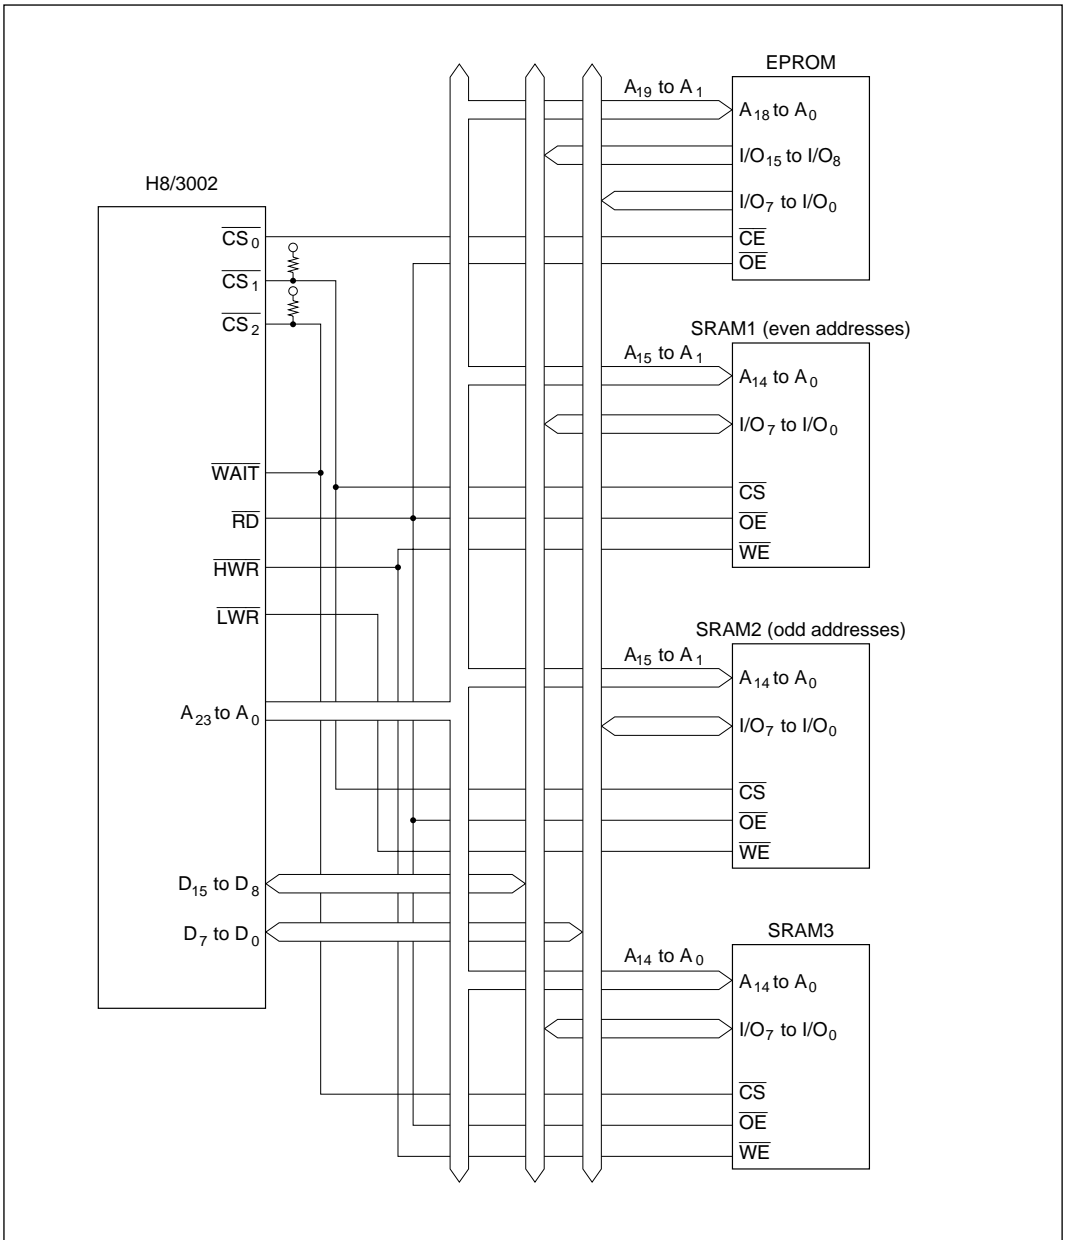 H8/3002
CS0
CS1
CS2
WAIT
RD
HWR
LWR
A23 to A0
D15 to D8
D7 to D0
EPROM
A19 to A1
A18 to A0
I/O15 to I/O8
I/O7 to I/O0
CE
OE
SRAM1 (even addresses)
A15 to A1
A14 to A0
I/O7 to I/O0
CS
OE
WE
SRAM2 (odd addresses)
A15 to A1
A14 to A0
I/O7 to I/O0
CS
OE
WE
SRAM3
A14 to A0
A14 to A0
I/O7 to I/O0
CS
OE
WE